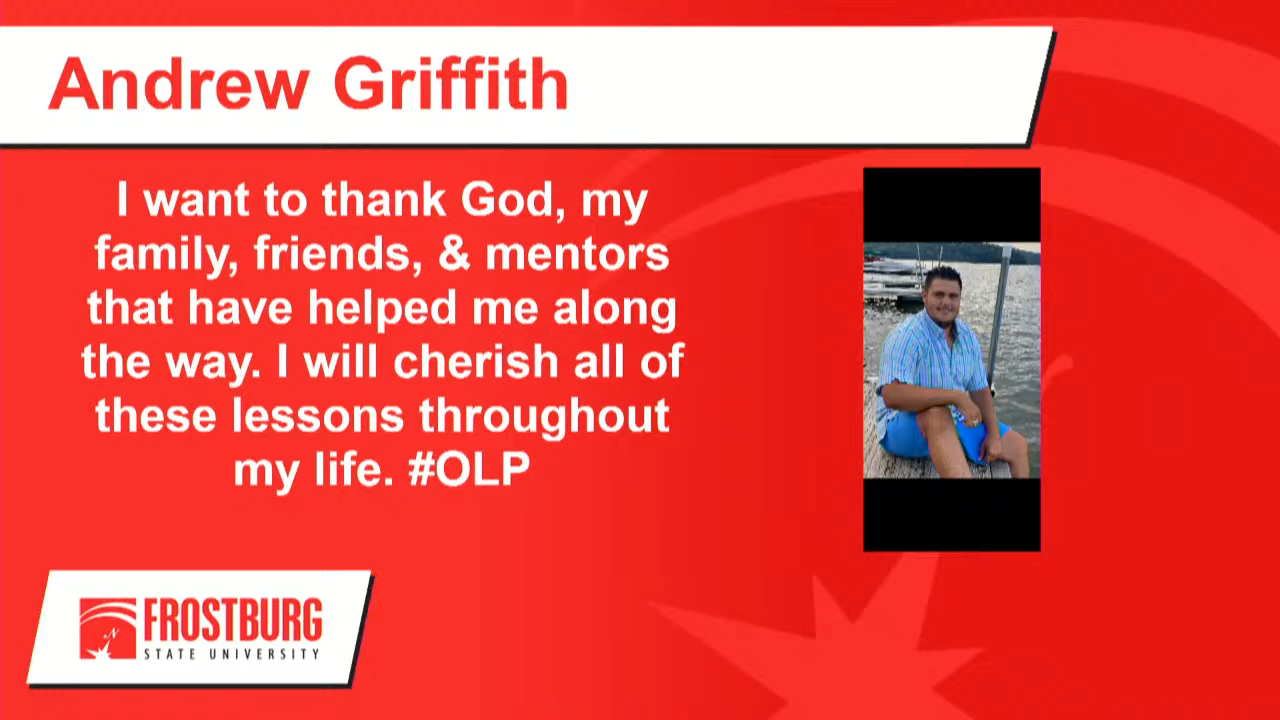 Andrew Griffith
I want to thank God, my
family, friends, & mentors
that have helped me along
the way. I will cherish all of
these lessons throughout
my life. #OLP
FROSTBURG
STATE UNIVERSITY